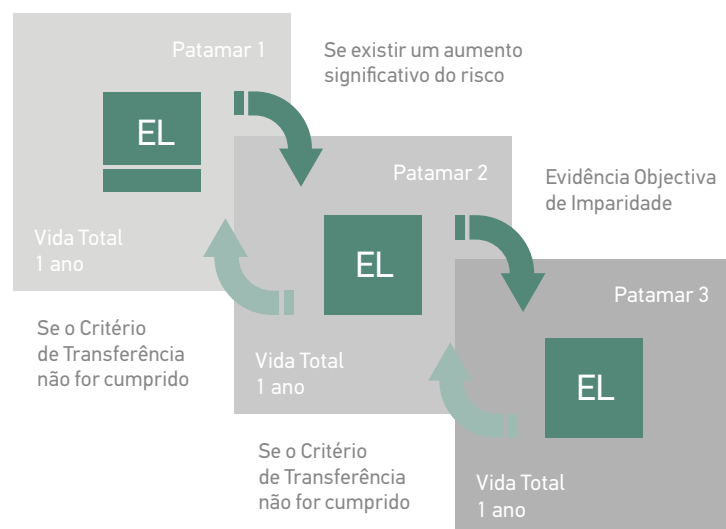 Patamar 1
Se existir um aumento
significativo do risco
EL
Vida Total
1 ano
Patamar 2
Evidência Objectiva
de Imparidade
EL
Se o Critério
de Transferência
não for cumprido
Vida Total
1 ano
Patamar 3
EL
Se o Critério
de Transferência
não for cumprido
Vida Total
1 ano